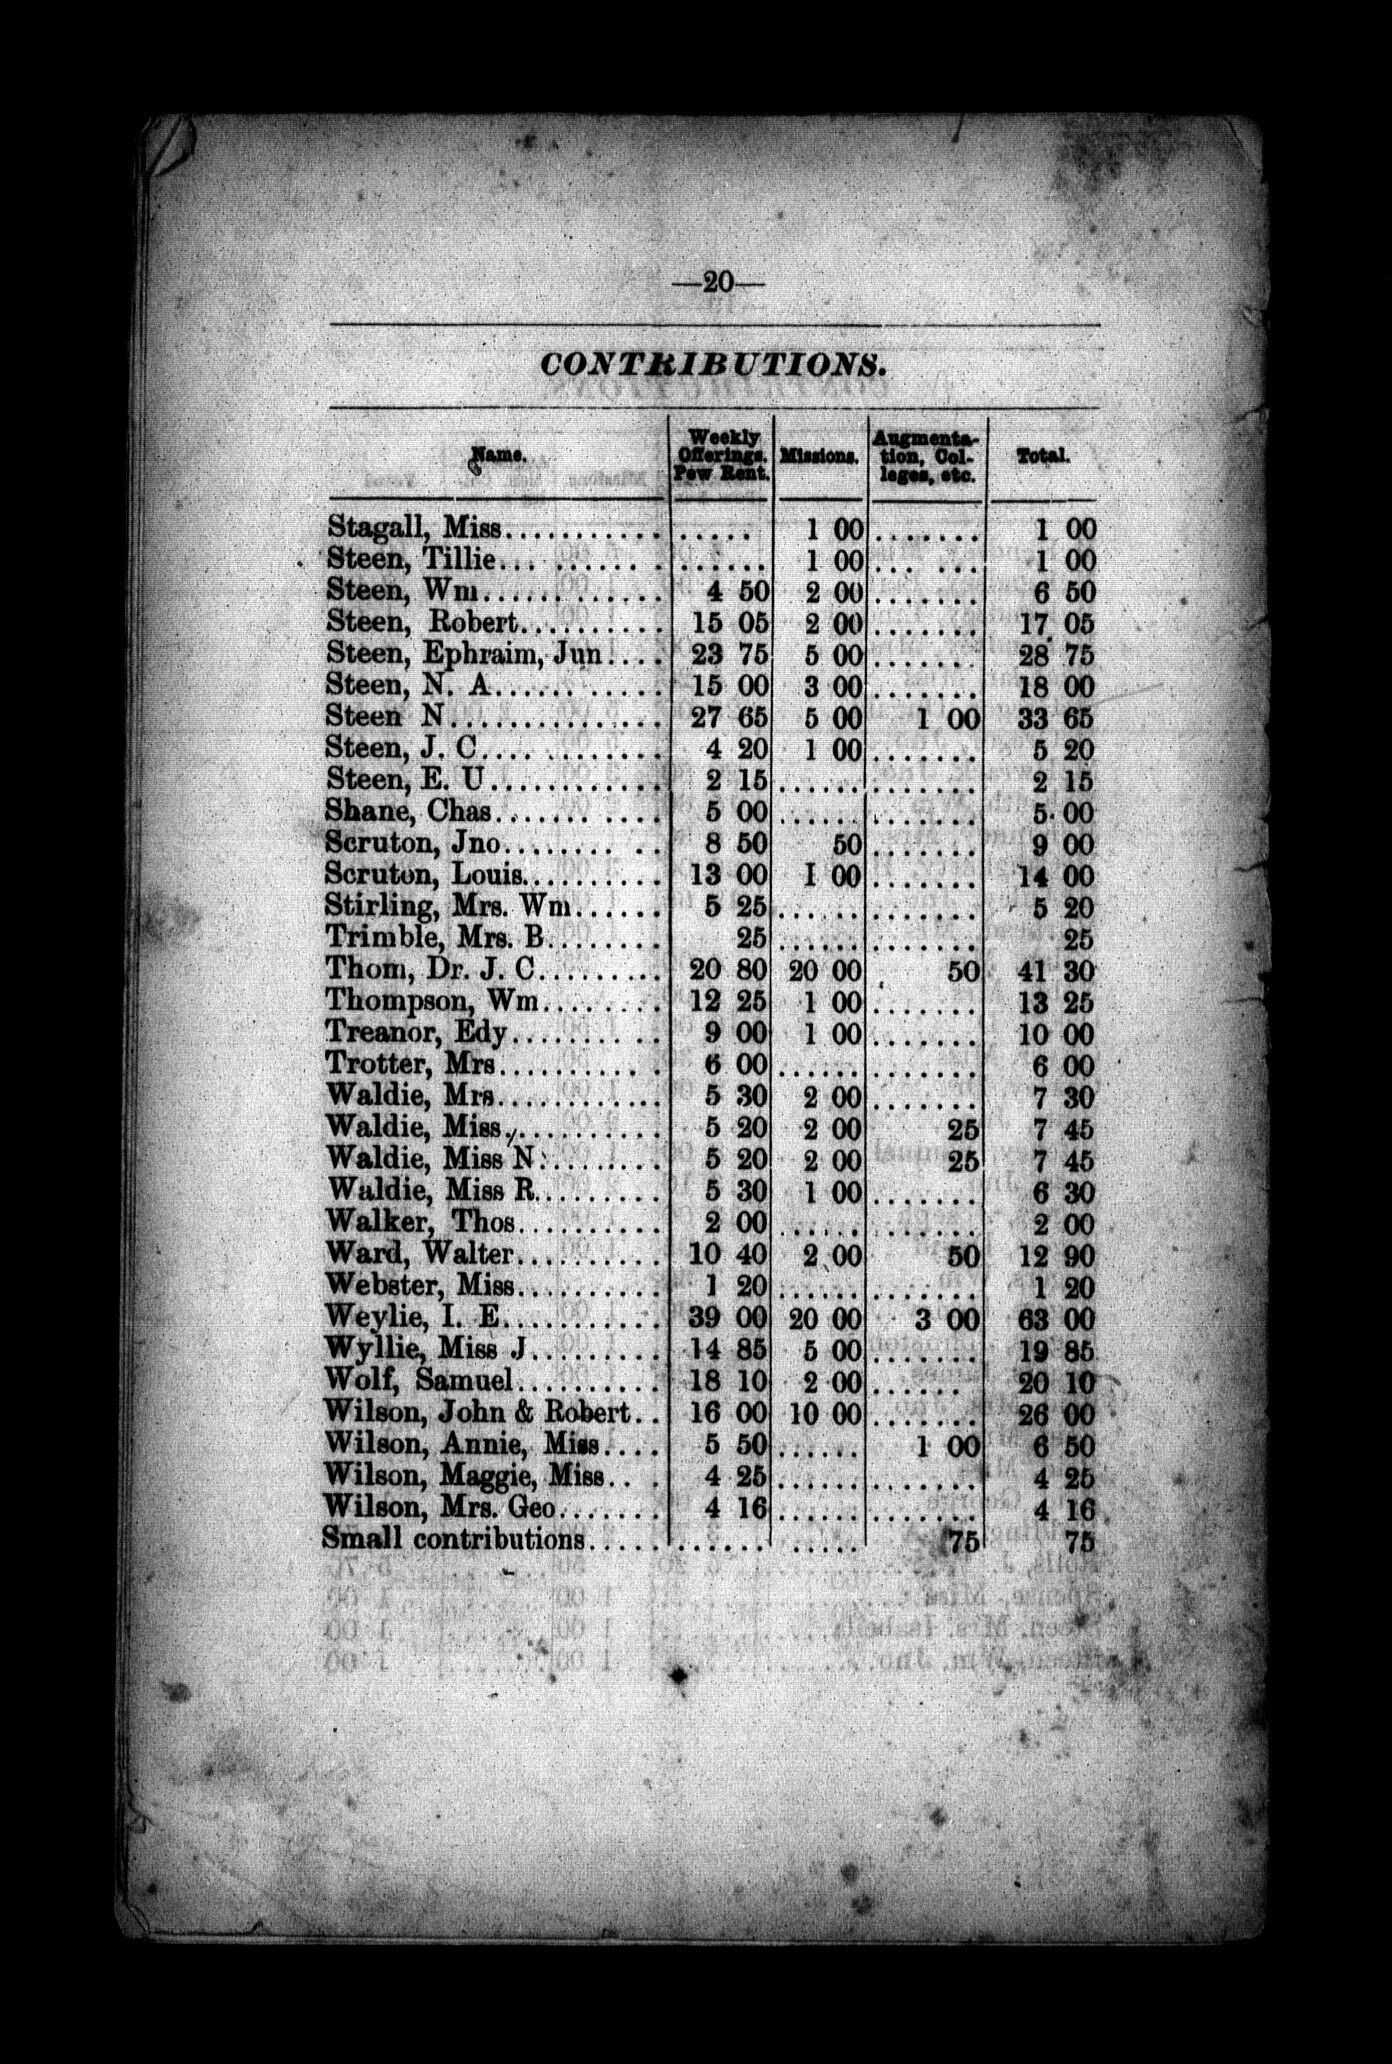 —20—
CONTRIBUTIONS.
Name. Weekly Offerings. Pew Rent. Missions. Augmenta-tion, Col-leges, etc. Total.
Stagall, Miss........... ...... 1 00 ....... 1 00
Steen, Tillie........... ...... 1 00 ....... 1 00
Steen, Wm............ 4 50 2 00 ....... 6 50
Steen, Robert.......... 15 05 2 00 ....... 17 05
Steen, Ephraim, Jun.... 23 75 5 00 ....... 28 75
Steen, N. A............ 15 00 3 00 ....... 18 00
Steen N............... 27 65 5 00 1 00 33 65
Steen, J. C............. 4 20 1 00 ....... 5 20
Steen, E. U............ 2 15 ...... ....... 2 15
Shane, Chas........... 5 00 ...... ....... 5 00
Scruton, Jno........... 8 50 50 ....... 9 00
Scruton, Louis.......... 13 00 1 00 ....... 14 00
Stirling, Mrs. Wm...... 5 25 ...... ....... 5 20
Trimble, Mrs. B........ 25 ...... ....... 25
Thom, Dr. J. C......... 20 80 20 00 50 41 30
Thompson, Wm........ 12 25 1 00 ....... 13 25
Treanor, Edy.......... 9 00 1 00 ....... 10 00
Trotter, Mrs........... 6 00 ...... ....... 6 00
Waldie, Mrs............ 5 30 2 00 ....... 7 30
Waldie, Miss........... 5 20 2 00 25 7 45
Waldie, Miss N......... 5 20 2 00 25 7 45
Waldie, Miss R......... 5 30 1 00 ....... 6 30
Walker, Thos.......... 2 00 ...... ....... 2 00
Ward, Walter.......... 10 40 2 00 50 12 90
Webster, Miss.......... 1 20 ...... ....... 1 20
Weylie, I. E........... 39 00 20 00 3 00 63 00
Wyllie, Miss J......... 14 85 5 00 ....... 19 85
Wolf, Samuel.......... 18 10 2 00 ...... 20 10
Wilson, John & Robert.. 16 00 10 00 ....... 26 00
Wilson, Annie, Miss.... 5 50 ...... 1 00 6 50
Wilson, Maggie, Miss... 4 25 ...... ....... 4 25
Wilson, Mrs. Geo....... 4 16 ...... ....... 4 16
Small contributions..... ...... ...... 75 75